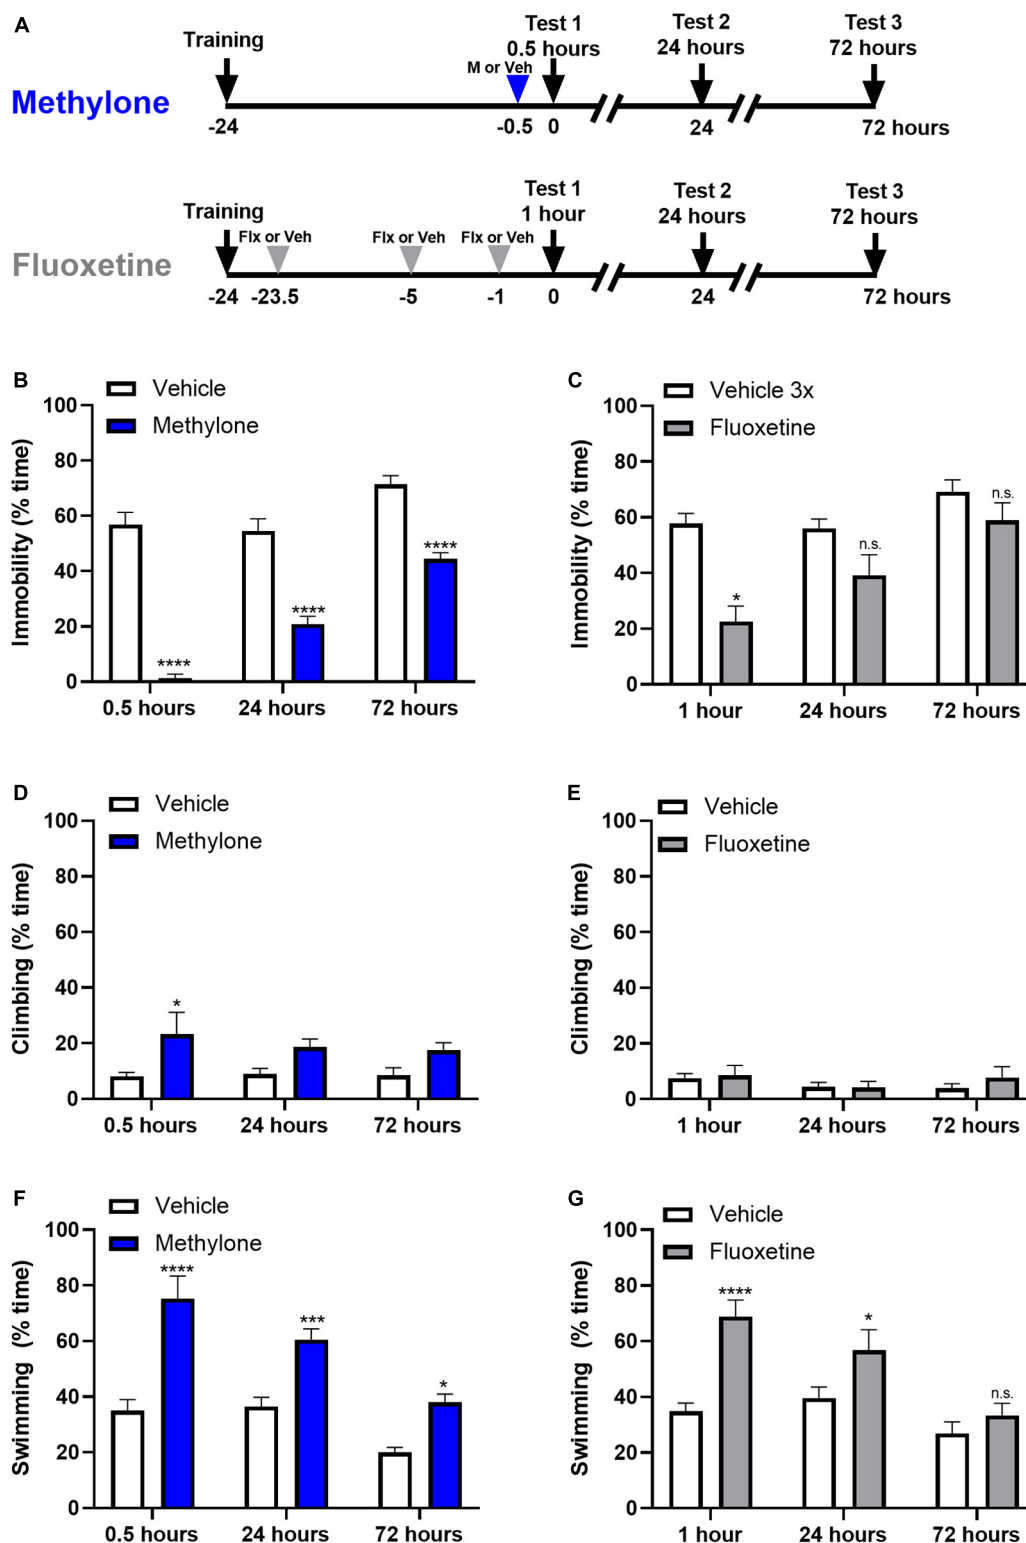 A
Training
Test 1
0.5 hours
Test 2
24 hours
Test 3
72 hours
M or Veh
Methylone
-24
-0.5
0
24
72 hours
Training
Test 1
1 hour
Test 2
24 hours
Test 3
72 hours
Flx or Veh
Flx or Veh
Flx or Veh
Fluoxetine
-24
-23.5
-5
-1
0
24
72 hours
B
Vehicle
Methylone
Immobility (% time)
100
80
60
40
20
0
****
****
****
0.5 hours
24 hours
72 hours
C
Vehicle 3x
Fluoxetine
Immobility (% time)
100
80
60
40
20
0
*
n.s.
n.s.
1 hour
24 hours
72 hours
D
Vehicle
Methylone
Climbing (% time)
100
80
60
40
20
0
*
0.5 hours
24 hours
72 hours
E
Vehicle
Fluoxetine
Climbing (% time)
100
80
60
40
20
0
1 hour
24 hours
72 hours
F
Vehicle
Methylone
Swimming (% time)
100
80
60
40
20
0
****
***
*
0.5 hours
24 hours
72 hours
G
Vehicle
Fluoxetine
Swimming (% time)
100
80
60
40
20
0
****
*
n.s.
1 hour
24 hours
72 hours